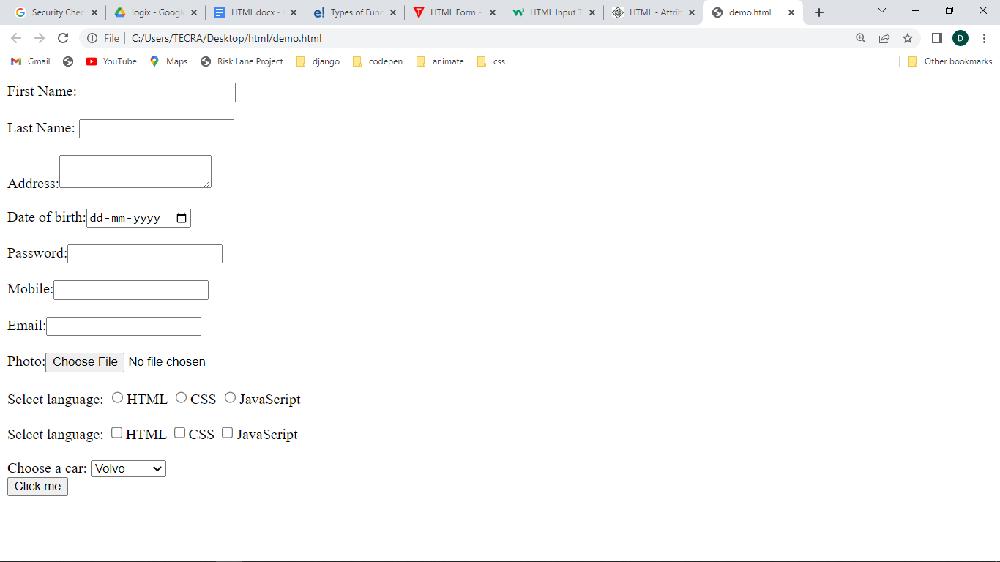 Security Chec logix - Googl HTML.docx - Types of Func HTML Form - HTML Input T HTML - Attrib demo.html
File C:/Users/TECRA/Desktop/html/demo.html D
Gmail YouTube Maps Risk Lane Project django codepen animate css Other bookmarks
First Name:
Last Name:
Address:
Date of birth: dd-mm-yyyy
Password:
Mobile:
Email:
Photo: Choose File No file chosen
Select language: HTML CSS JavaScript
Select language: HTML CSS JavaScript
Choose a car: Volvo
Click me